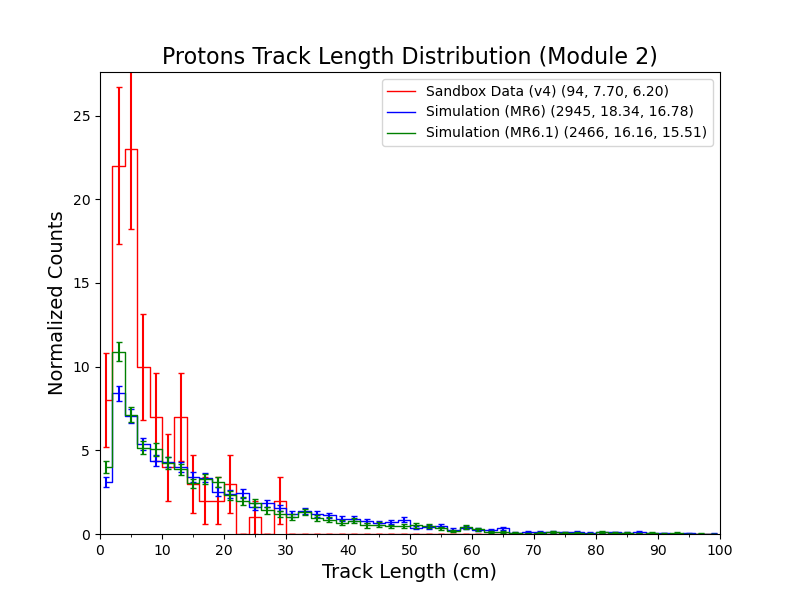 Protons Track Length Distribution (Module 2)
Sandbox Data (v4) (94, 7.70, 6.20)
Simulation (MR6) (2945, 18.34, 16.78)
Simulation (MR6.1) (2466, 16.16, 15.51)
Normalized Counts
25
20
15
10
5
0
0 10 20 30 40 50 60 70 80 90 100
Track Length (cm)